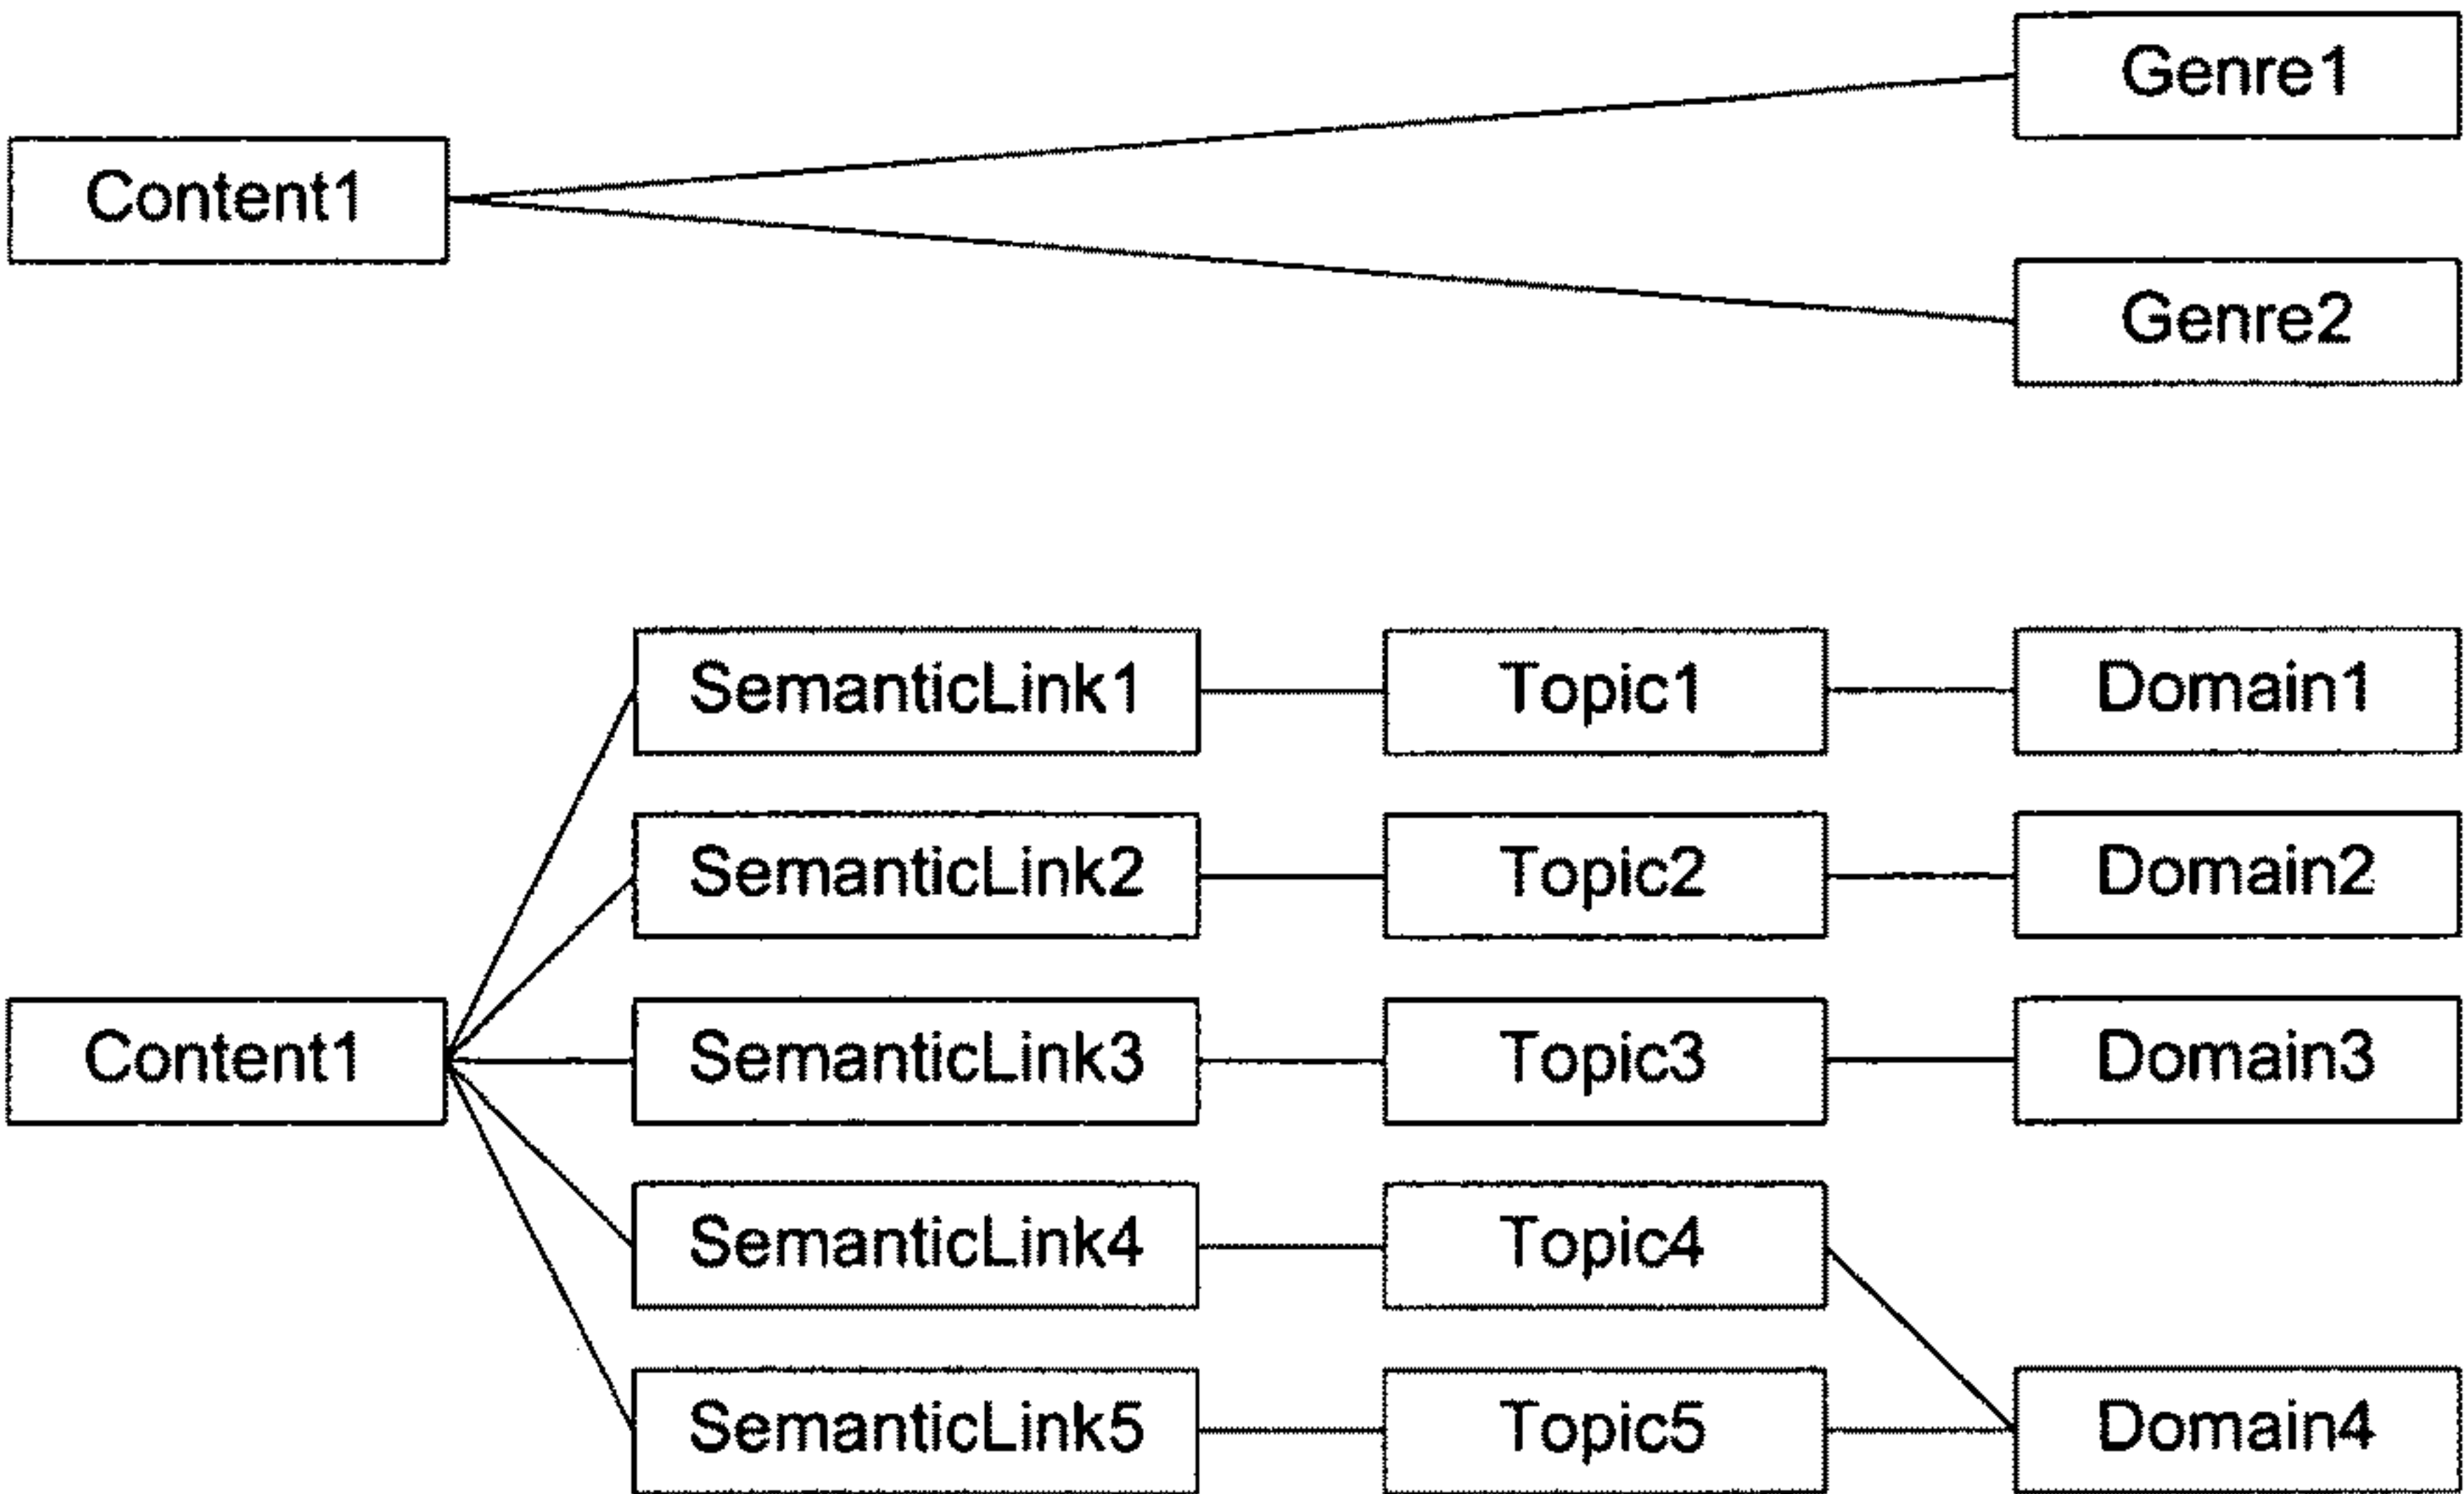 Genre1
Content1
Genre2
SemanticLink1 Topic1 Domain1
SemanticLink2 Topic2 Domain2
Content1 SemanticLink3 Topic3 Domain3
SemanticLink4 Topic4
SemanticLink5 Topic5 Domain4